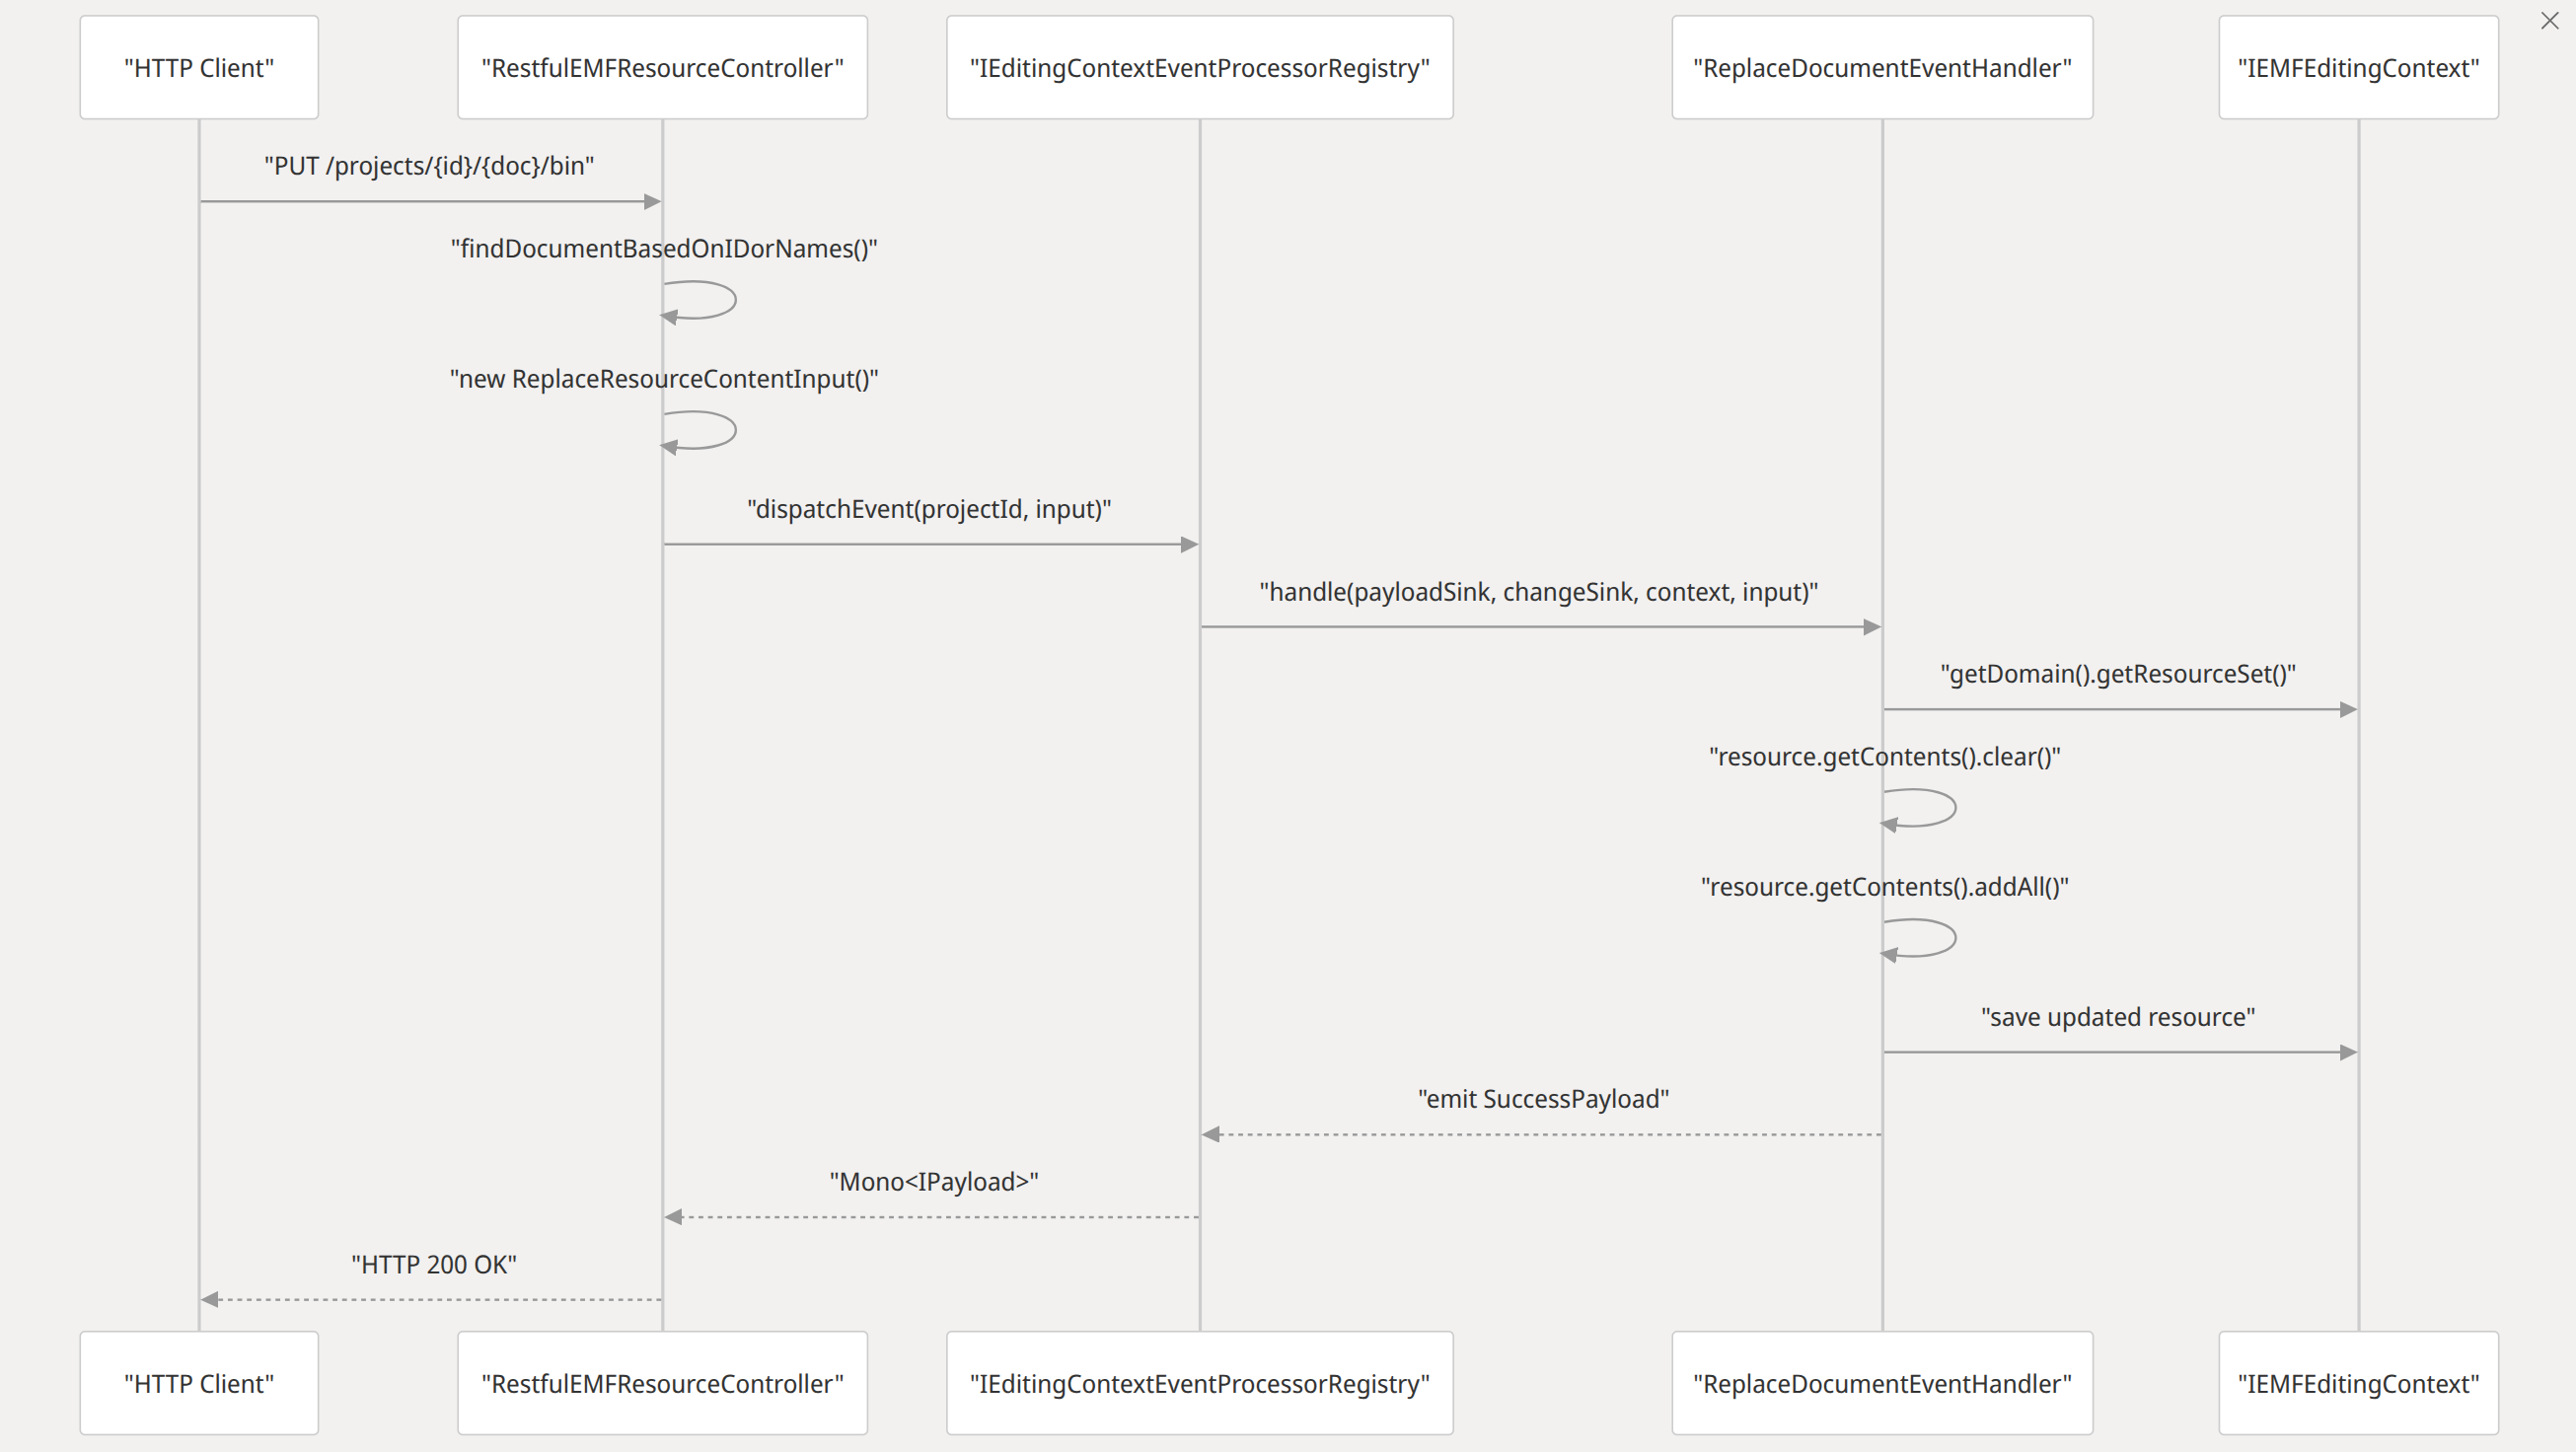 "HTTP Client"
"RestfulEMFResourceController"
"IEditingContextEventProcessorRegistry"
"ReplaceDocumentEventHandler"
"IEMFEditingContext"
"PUT /projects/{id}/{doc}/bin"
"findDocumentBasedOnIDorNames()"
"new ReplaceResourceContentInput()"
"dispatchEvent(projectId, input)"
"handle(payloadSink, changeSink, context, input)"
"getDomain().getResourceSet()"
"resource.getContents().clear()"
"resource.getContents().addAll()"
"save updated resource"
"emit SuccessPayload"
"Mono<IPayload>"
"HTTP 200 OK"
"HTTP Client"
"RestfulEMFResourceController"
"IEditingContextEventProcessorRegistry"
"ReplaceDocumentEventHandler"
"IEMFEditingContext"